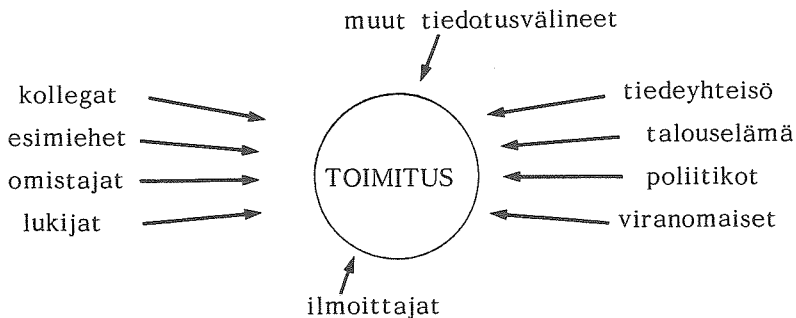 muut tiedotusvälineet
kollegat
esimiehet
omistajat
lukijat
TOIMITUS
tiedeyhteisö
talouselämä
poliitikot
viranomaiset
ilmoittajat